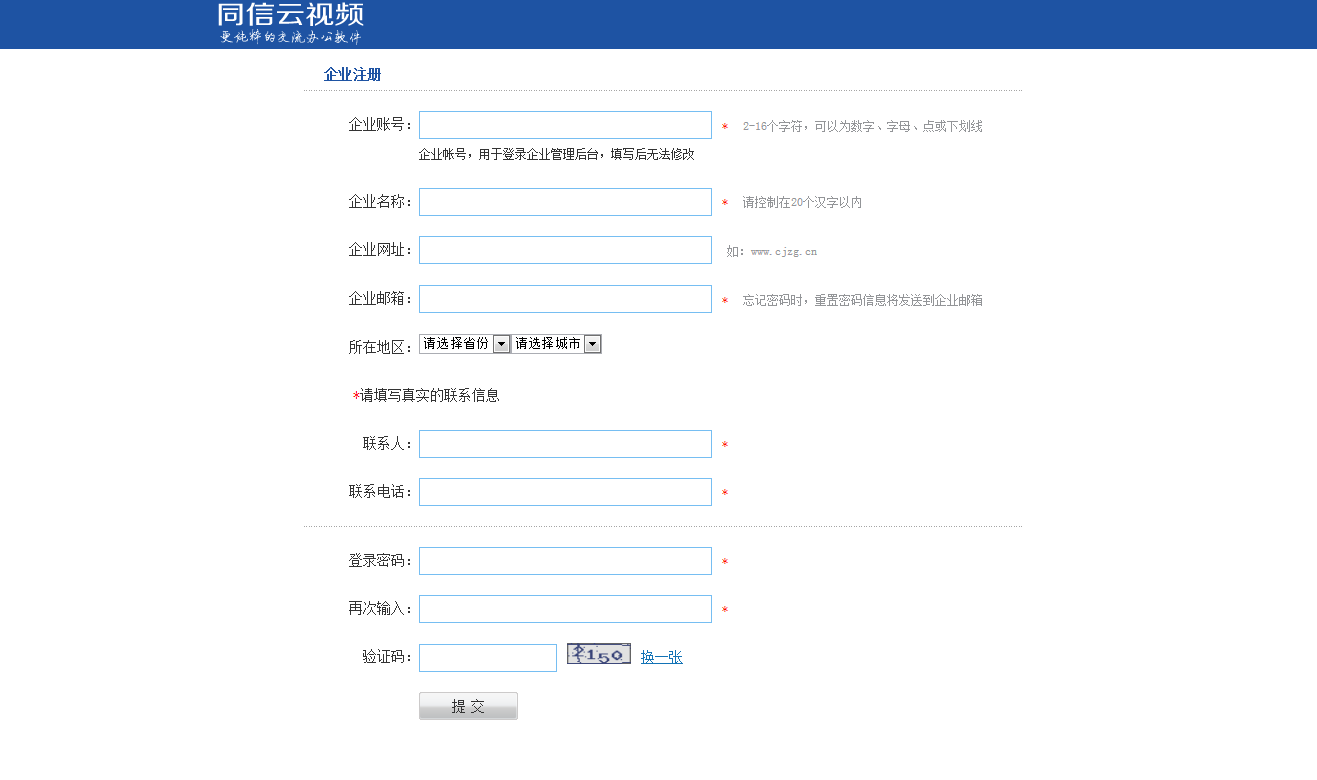 同信云视频
更纯粹的交流办公软件
企业注册
企业账号： * 2-16个字符，可以为数字、字母、点或下划线
企业帐号，用于登录企业管理后台，填写后无法修改
企业名称： * 请控制在20个汉字以内
企业网址： 如：www.cjzg.cn
企业邮箱： * 忘记密码时，重置密码信息将发送到企业邮箱
所在地区： 请选择省份 请选择城市
*请填写真实的联系信息
联系人： *
联系电话： *
登录密码： *
再次输入： *
验证码： 换一张
提 交